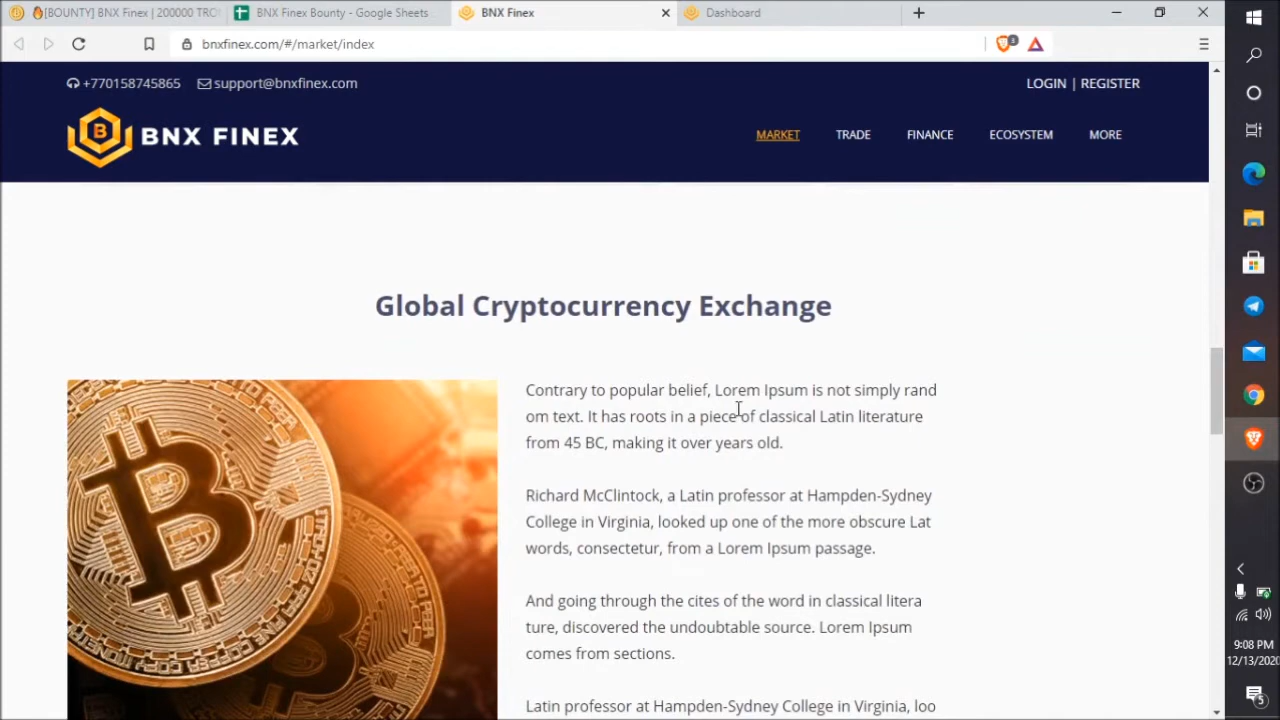 [BOUNTY] BNX Finex | 200000 TRO
BNX Finex Bounty - Google Sheets
BNX Finex
Dashboard
bnxfinex.com/#/market/index
3
+770158745865
support@bnxfinex.com
LOGIN | REGISTER
B
BNX FINEX
MARKET
TRADE
FINANCE
ECOSYSTEM
MORE
Global Cryptocurrency Exchange
Contrary to popular belief, Lorem Ipsum is not simply rand
om text. It has roots in a piece of classical Latin literature
from 45 BC, making it over years old.
Richard McClintock, a Latin professor at Hampden-Sydney
College in Virginia, looked up one of the more obscure Lat
words, consectetur, from a Lorem Ipsum passage.
And going through the cites of the word in classical litera
ture, discovered the undoubtable source. Lorem Ipsum
comes from sections.
Latin professor at Hampden-Sydney College in Virginia, loo
9:08 PM
12/13/2020
5